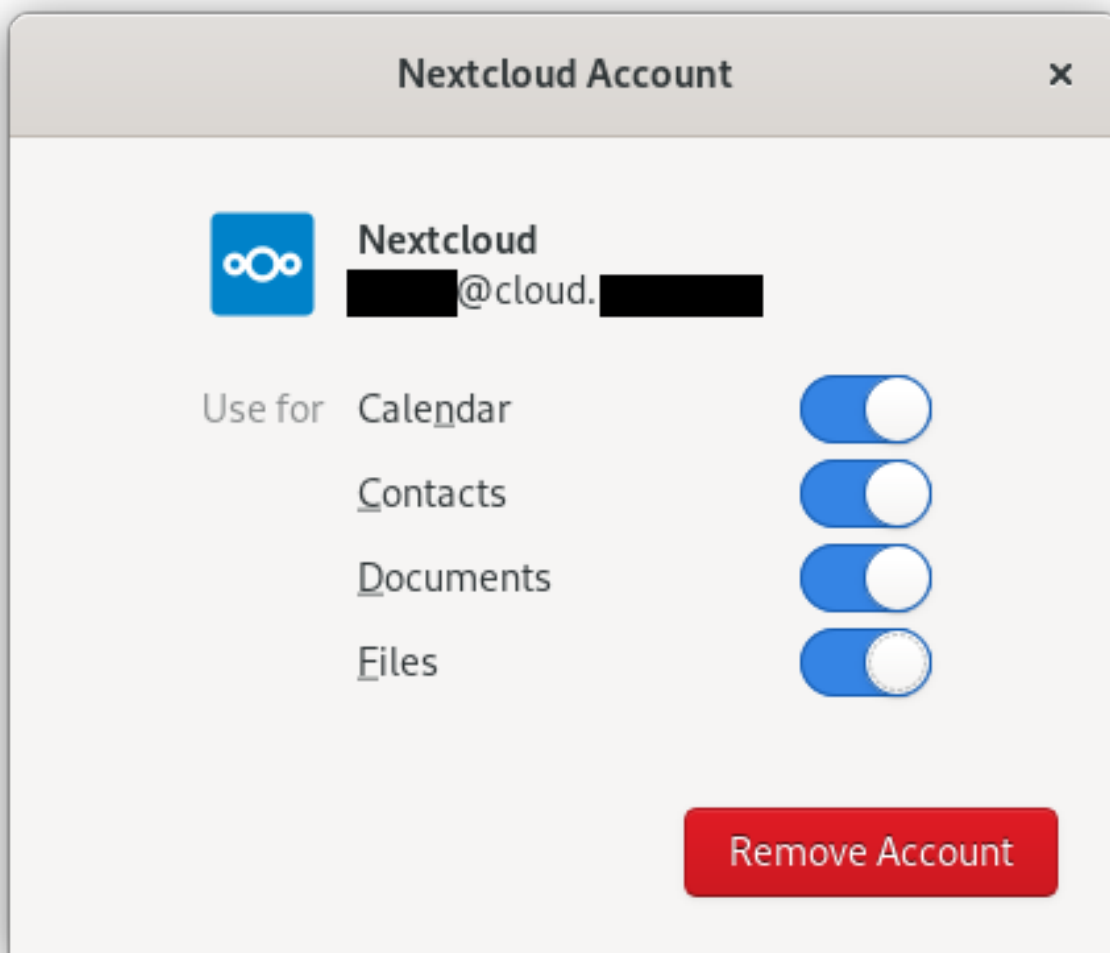 Nextcloud Account
Nextcloud
@cloud.
Use for Calendar
Contacts
Documents
Files
Remove Account